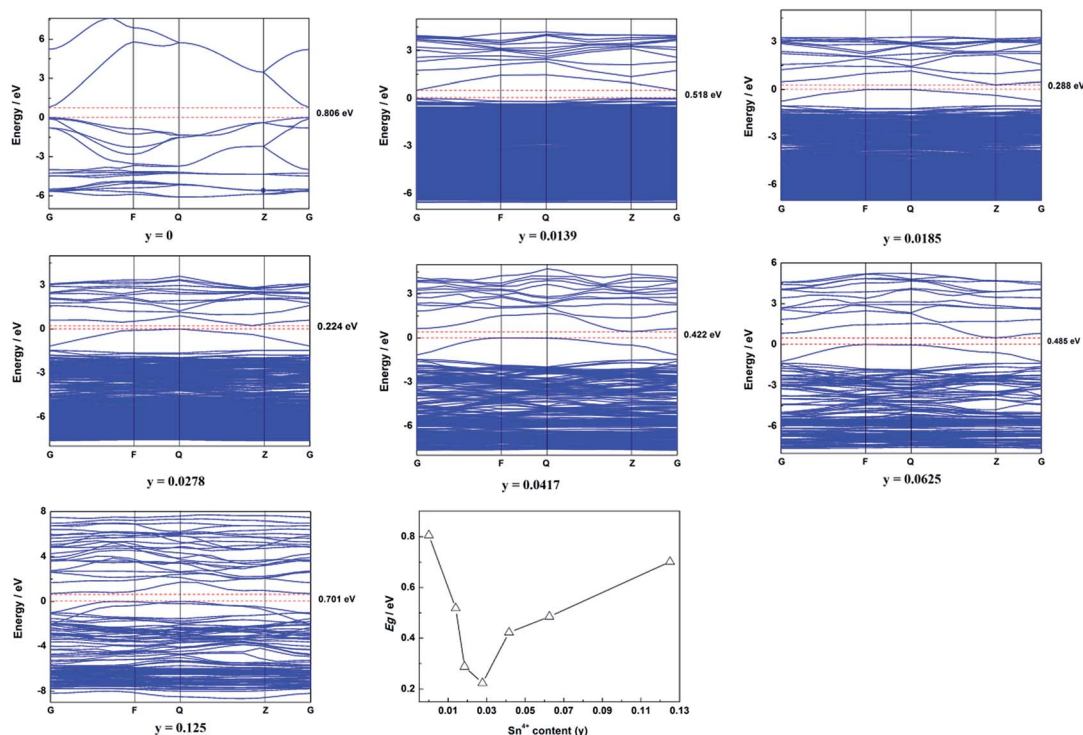 6
3
0
-3
-6
Energy / eV
0.806 eV
G F Q Z G
y = 0
3
0
-3
-6
Energy / eV
0.518 eV
G F Q Z G
y = 0.0139
3
0
-3
-6
Energy / eV
0.288 eV
G F Q Z G
y = 0.0185
3
0
-3
-6
Energy / eV
0.224 eV
G F Q Z G
y = 0.0278
3
0
-3
-6
Energy / eV
0.422 eV
G F Q Z G
y = 0.0417
6
3
0
-3
-6
Energy / eV
0.485 eV
G F Q Z G
y = 0.0625
8
4
0
-4
-8
Energy / eV
0.701 eV
G F Q Z G
y = 0.125
0.8
0.6
0.4
0.2
Eg / eV
0.01 0.03 0.05 0.07 0.09 0.11 0.13
Sn⁴⁺ content (y)